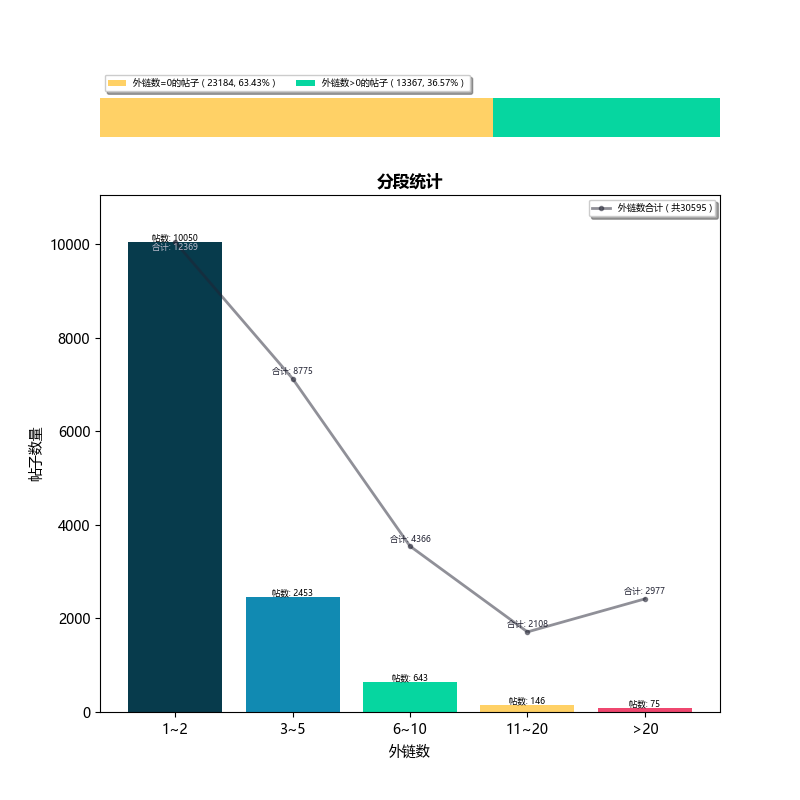 外链数=0的帖子 ( 23184, 63.43% ) 外链数>0的帖子 ( 13367, 36.57% )
分段统计
外链数合计 ( 共30595 )
帖数: 10050
合计: 12369
合计: 8775
合计: 4366
合计: 2108
合计: 2977
帖数: 2453
帖数: 643
帖数: 146
帖数: 75
10000
8000
6000
4000
2000
0
帖子数量
1~2 3~5 6~10 11~20 >20
外链数